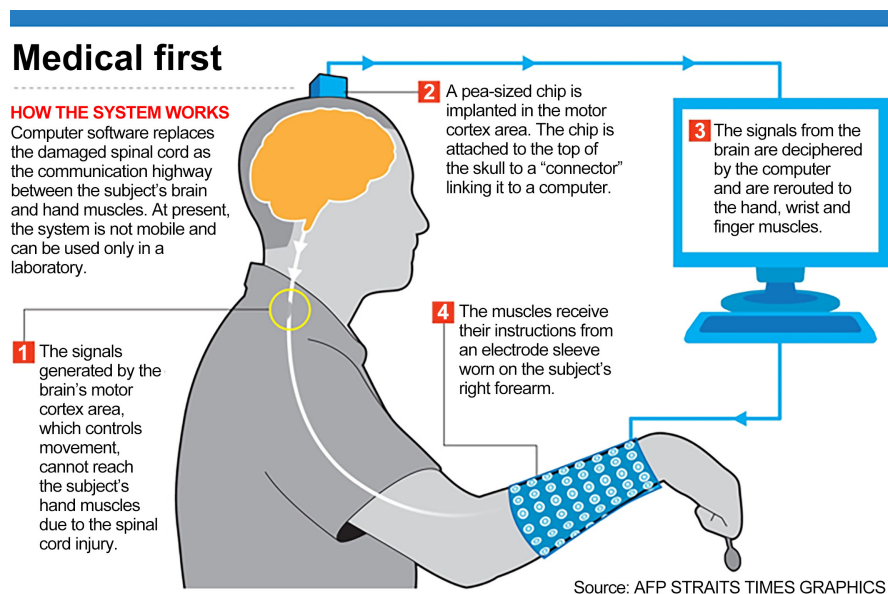 Medical first
HOW THE SYSTEM WORKS
Computer software replaces
the damaged spinal cord as
the communication highway
between the subject's brain
and hand muscles. At present,
the system is not mobile and
can be used only in a
laboratory.
1 The signals
generated by the
brain's motor
cortex area,
which controls
movement,
cannot reach
the subject's
hand muscles
due to the spinal
cord injury.
2 A pea-sized chip is
implanted in the motor
cortex area. The chip is
attached to the top of
the skull to a “connector”
linking it to a computer.
3 The signals from the
brain are deciphered
by the computer
and are rerouted to
the hand, wrist and
finger muscles.
4 The muscles receive
their instructions from
an electrode sleeve
worn on the subject's
right forearm.
Source: AFP STRAITS TIMES GRAPHICS